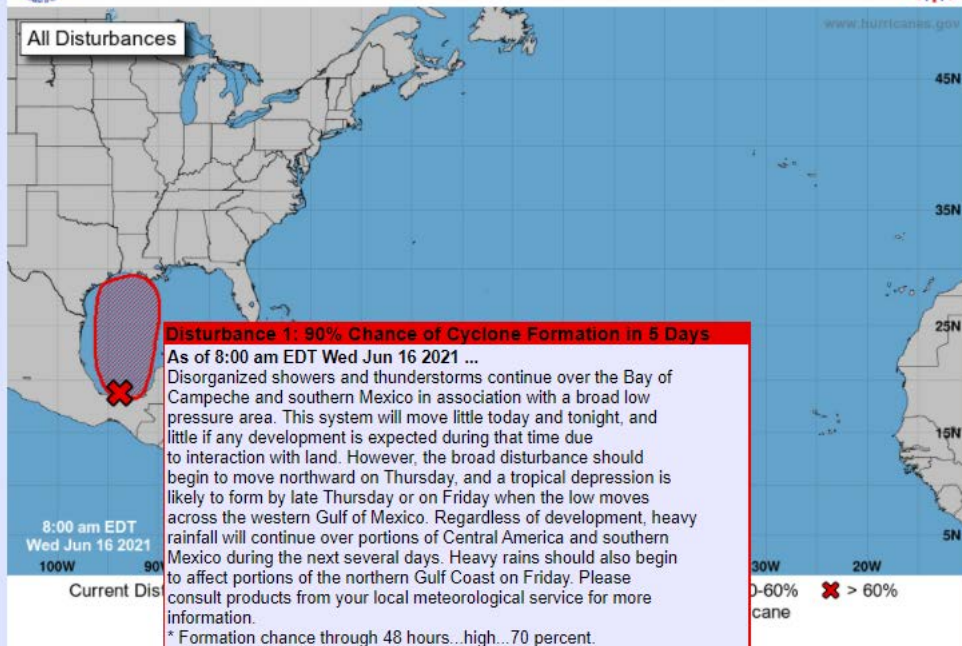 All Disturbances
www.hurricanes.gov
45N
35N
25N
Disturbance 1: 90% Chance of Cyclone Formation in 5 Days
As of 8:00 am EDT Wed Jun 16 2021 ...
Disorganized showers and thunderstorms continue over the Bay of
Campeche and southern Mexico in association with a broad low
pressure area. This system will move little today and tonight, and
little if any development is expected during that time due
to interaction with land. However, the broad disturbance should
begin to move northward on Thursday, and a tropical depression is
likely to form by late Thursday or on Friday when the low moves
across the western Gulf of Mexico. Regardless of development, heavy
rainfall will continue over portions of Central America and southern
Mexico during the next several days. Heavy rains should also begin
to affect portions of the northern Gulf Coast on Friday. Please
consult products from your local meteorological service for more
information.
* Formation chance through 48 hours...high...70 percent.
15N
5N
8:00 am EDT
Wed Jun 16 2021
100W 90 30W 20W
Current Dist 0-60% > 60%
cane